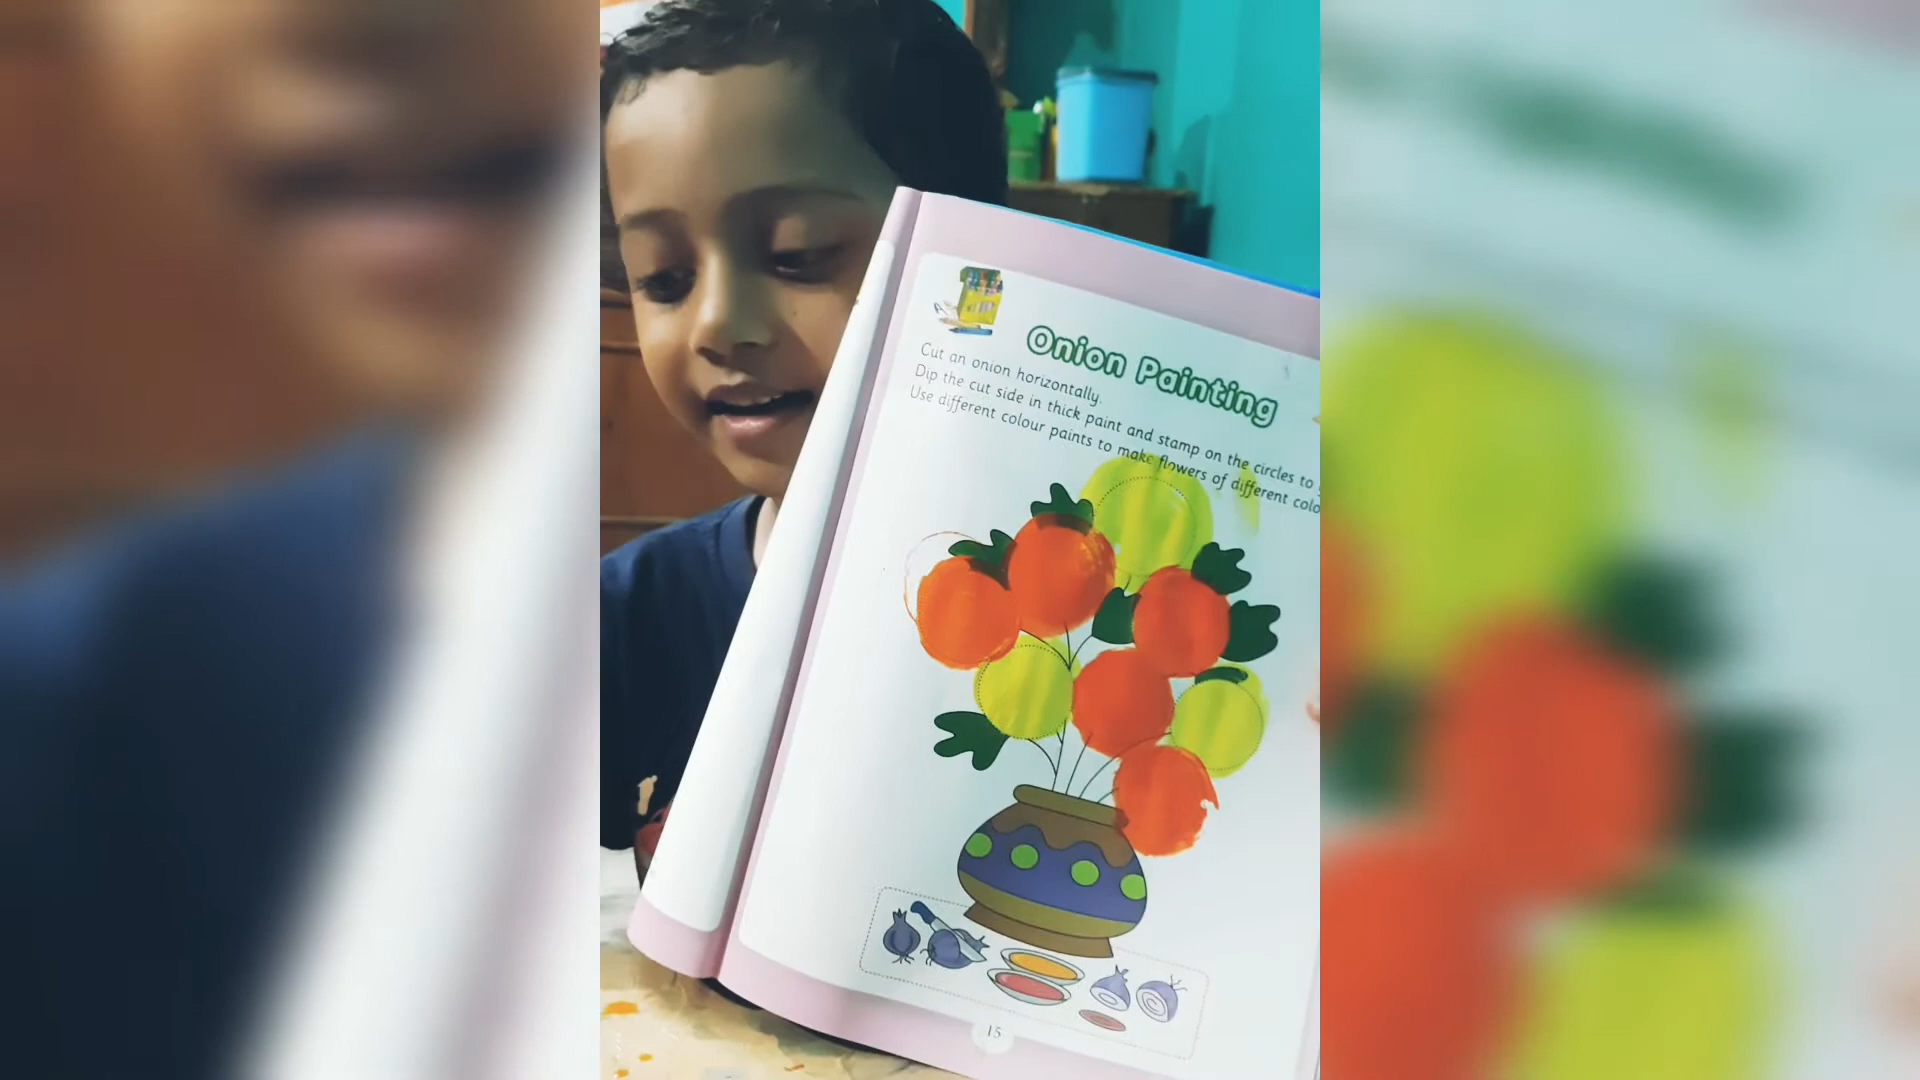 Onion Painting
Cut an onion horizontally.
Dip the cut side in thick paint and stamp on the circles to
Use different colour paints to make flowers of different colo
15